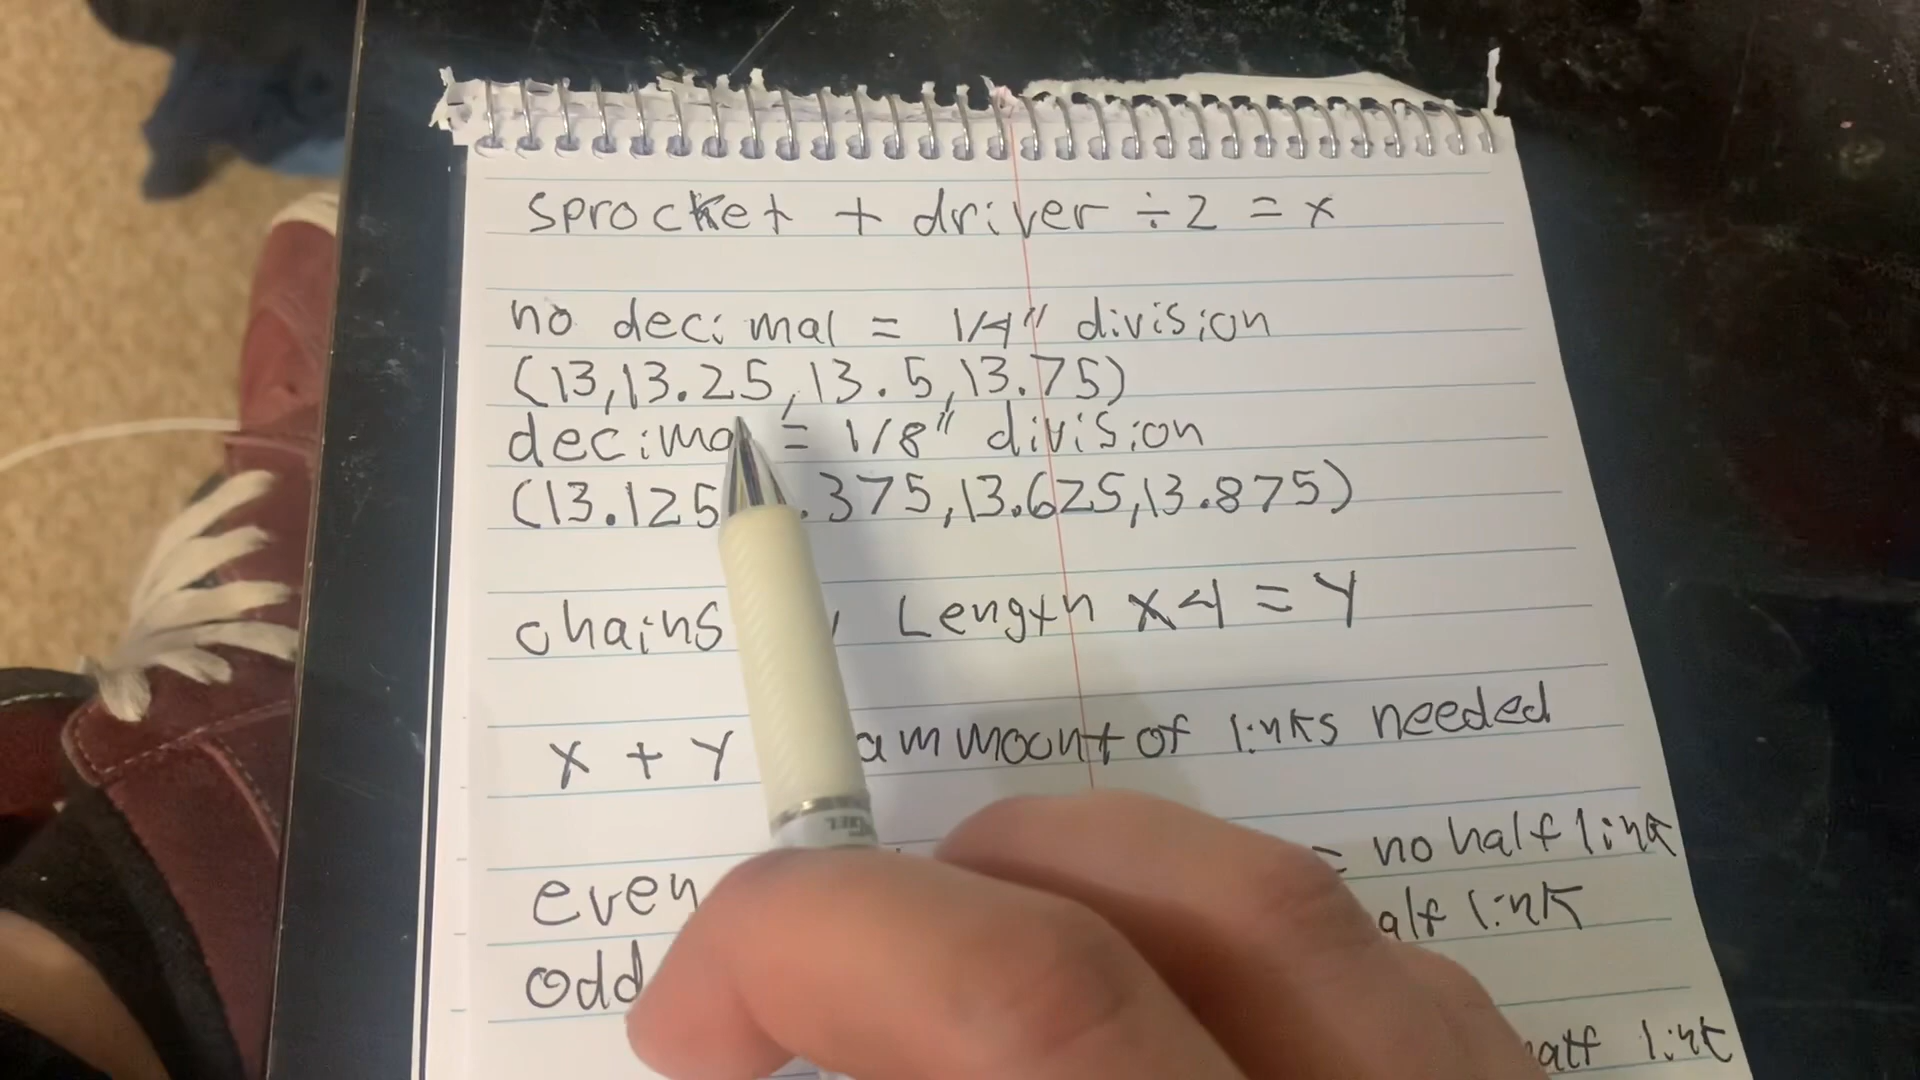 sprocket + driver ÷ 2 = x
no decimal = 1/4" division
(13,13.25,13.5,13.75)
decima = 1/8" division
(13.125 .375,13.625,13.875)
chains Length x4 = Y
X + Y ammount of links needed
even = no half link
odd alf link
half link